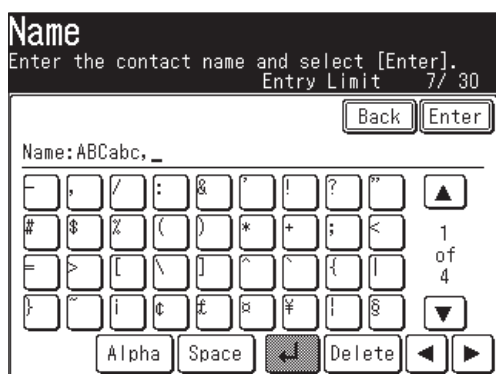 Name
Enter the contact name and select [Enter].
Entry Limit 7/ 30
Back Enter
Name:ABCabc,_
- , / : & ' ! ? "
# $ % ( ) * + ; <
= > [ \ ] ^ ` { |
} ~ ¡ ¢ £ ¤ ¥ ¦ §
1
of
4
Alpha Space ↵ Delete ◀ ▶